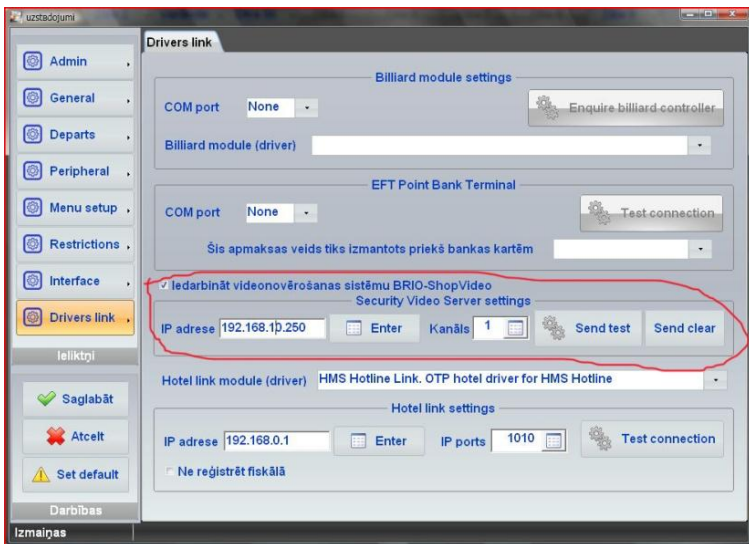 uzstadojumi
Drivers link
Admin
General
Departs
Peripheral
Menu setup
Restrictions
Interface
Drivers link
Ieliktņi
Saglabāt
Atcelt
Set default
Darbības
Izmaiņas
Billiard module settings
COM port None
Enquire billiard controller
Billiard module (driver)
EFT Point Bank Terminal
COM port None
Test connection
Šis apmaksas veids tiks izmantots priekš bankas kartēm
Iedarbināt videonovērošanas sistēmu BRIO-ShopVideo
Security Video Server settings
IP adrese 192.168.10.250 Enter Kanāls 1 Send test Send clear
Hotel link module (driver) HMS Hotline Link. OTP hotel driver for HMS Hotline
Hotel link settings
IP adrese 192.168.0.1 Enter IP ports 1010 Test connection
Ne reģistrēt fiskālā